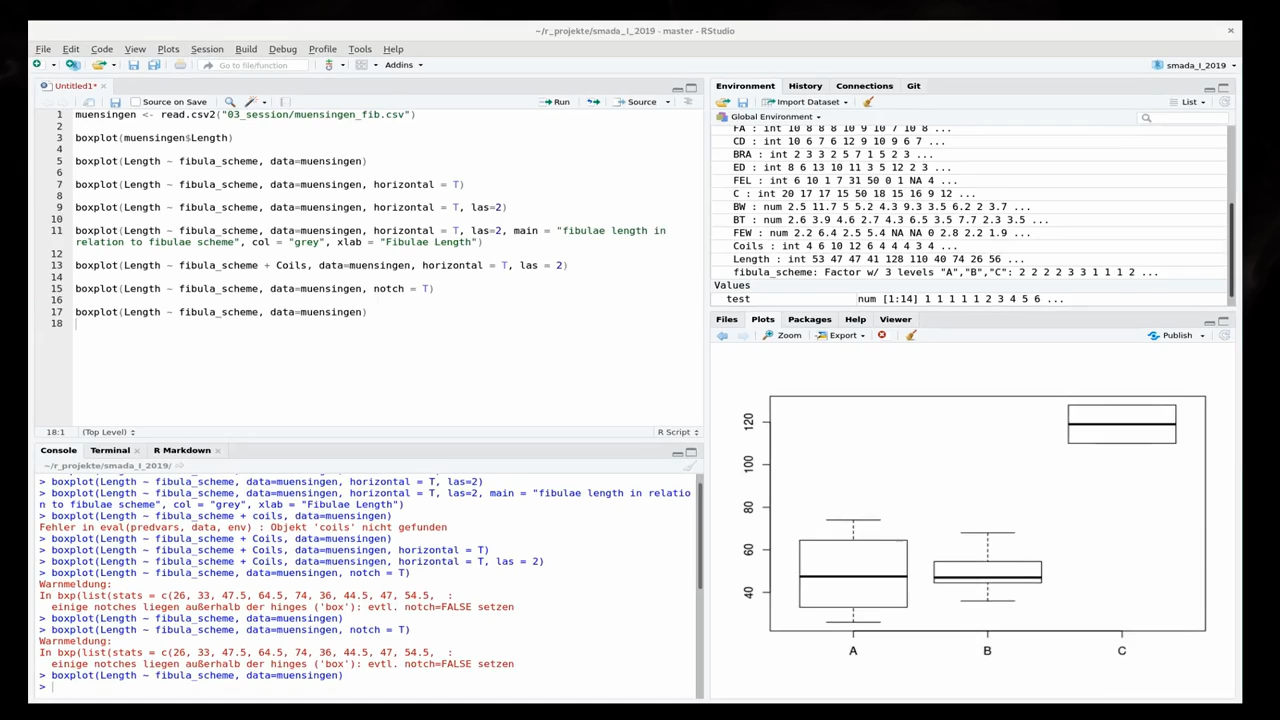 ~/r_projekte/smada_I_2019 - master - RStudio
File Edit Code View Plots Session Build Debug Profile Tools Help
Go to file/function Addins smada_I_2019
Untitled1*
Source on Save Run Source
1 muensingen <- read.csv2("03_session/muensingen_fib.csv")
2
3 boxplot(muensingen$Length)
4
5 boxplot(Length ~ fibula_scheme, data=muensingen)
6
7 boxplot(Length ~ fibula_scheme, data=muensingen, horizontal = T)
8
9 boxplot(Length ~ fibula_scheme, data=muensingen, horizontal = T, las=2)
10
11 boxplot(Length ~ fibula_scheme, data=muensingen, horizontal = T, las=2, main = "fibulae length in
relation to fibulae scheme", col = "grey", xlab = "Fibulae Length")
12
13 boxplot(Length ~ fibula_scheme + Coils, data=muensingen, horizontal = T, las = 2)
14
15 boxplot(Length ~ fibula_scheme, data=muensingen, notch = T)
16
17 boxplot(Length ~ fibula_scheme, data=muensingen)
18
18:1 (Top Level) R Script
Console Terminal R Markdown
~/r_projekte/smada_I_2019/
> boxplot(Length ~ fibula_scheme, data=muensingen, horizontal = T, las=2)
> boxplot(Length ~ fibula_scheme, data=muensingen, horizontal = T, las=2, main = "fibulae length in relatio
n to fibulae scheme", col = "grey", xlab = "Fibulae Length")
> boxplot(Length ~ fibula_scheme + coils, data=muensingen)
Fehler in eval(predvars, data, env) : Objekt 'coils' nicht gefunden
> boxplot(Length ~ fibula_scheme + Coils, data=muensingen)
> boxplot(Length ~ fibula_scheme + Coils, data=muensingen, horizontal = T)
> boxplot(Length ~ fibula_scheme + Coils, data=muensingen, horizontal = T, las = 2)
> boxplot(Length ~ fibula_scheme, data=muensingen, notch = T)
Warnmeldung:
In bxp(list(stats = c(26, 33, 47.5, 64.5, 74, 36, 44.5, 47, 54.5,  :
einige notches liegen außerhalb der hinges ('box'): evtl. notch=FALSE setzen
> boxplot(Length ~ fibula_scheme, data=muensingen)
> boxplot(Length ~ fibula_scheme, data=muensingen, notch = T)
Warnmeldung:
In bxp(list(stats = c(26, 33, 47.5, 64.5, 74, 36, 44.5, 47, 54.5,  :
einige notches liegen außerhalb der hinges ('box'): evtl. notch=FALSE setzen
> boxplot(Length ~ fibula_scheme, data=muensingen)
>
Environment History Connections Git
Import Dataset List
Global Environment
FA : int 10 8 8 8 10 9 10 7 10 8 ...
CD : int 10 6 7 6 12 9 10 9 6 7 ...
BRA : int 2 3 3 2 5 7 1 5 2 3 ...
ED : int 8 6 13 10 11 3 5 12 2 3 ...
FEL : int 6 10 1 7 31 50 0 1 NA 4 ...
C : int 20 17 17 15 50 18 15 16 9 12 ...
BW : num 2.5 11.7 5 5.2 4.3 9.3 3.5 6.2 2 3.7 ...
BT : num 2.6 3.9 4.6 2.7 4.3 6.5 3.5 7.7 2.3 3.5 ...
FEW : num 2.2 6.4 2.5 5.4 NA NA 0 2.8 2.2 1.9 ...
Coils : int 4 6 10 12 6 4 4 4 3 4 ...
Length : int 53 47 47 41 128 110 40 74 26 56 ...
fibula_scheme: Factor w/ 3 levels "A","B","C": 2 2 2 2 3 3 1 1 1 2 ...
Values
test num [1:14] 1 1 1 1 1 2 3 4 5 6 ...
Files Plots Packages Help Viewer
Zoom Export Publish
120
100
80
60
40
A B C